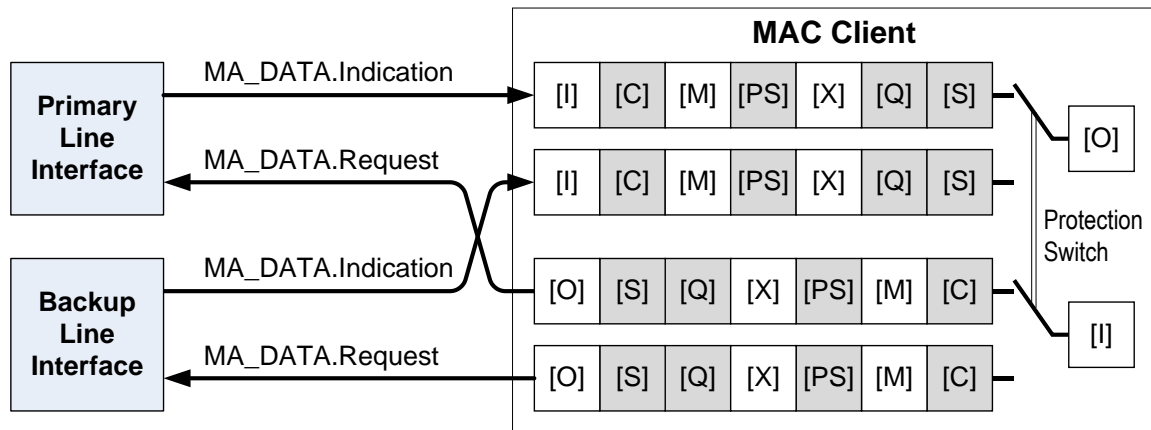 MAC Client
Primary
Line
Interface
MA_DATA.Indication
[I] [C] [M] [PS] [X] [Q] [S]
[O]
MA_DATA.Request
[I] [C] [M] [PS] [X] [Q] [S]
Protection
Switch
Backup
Line
Interface
MA_DATA.Indication
[O] [S] [Q] [X] [PS] [M] [C]
[I]
MA_DATA.Request
[O] [S] [Q] [X] [PS] [M] [C]